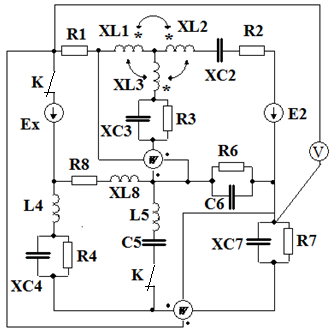 XL1 * * XL2
R1 R2
XL3 *
K XC2
Ex XC3 R3 E2
V
W
R8 R6
XL8 C6
L4 L5
C5 XC7 R7
XC4 R4 K
W